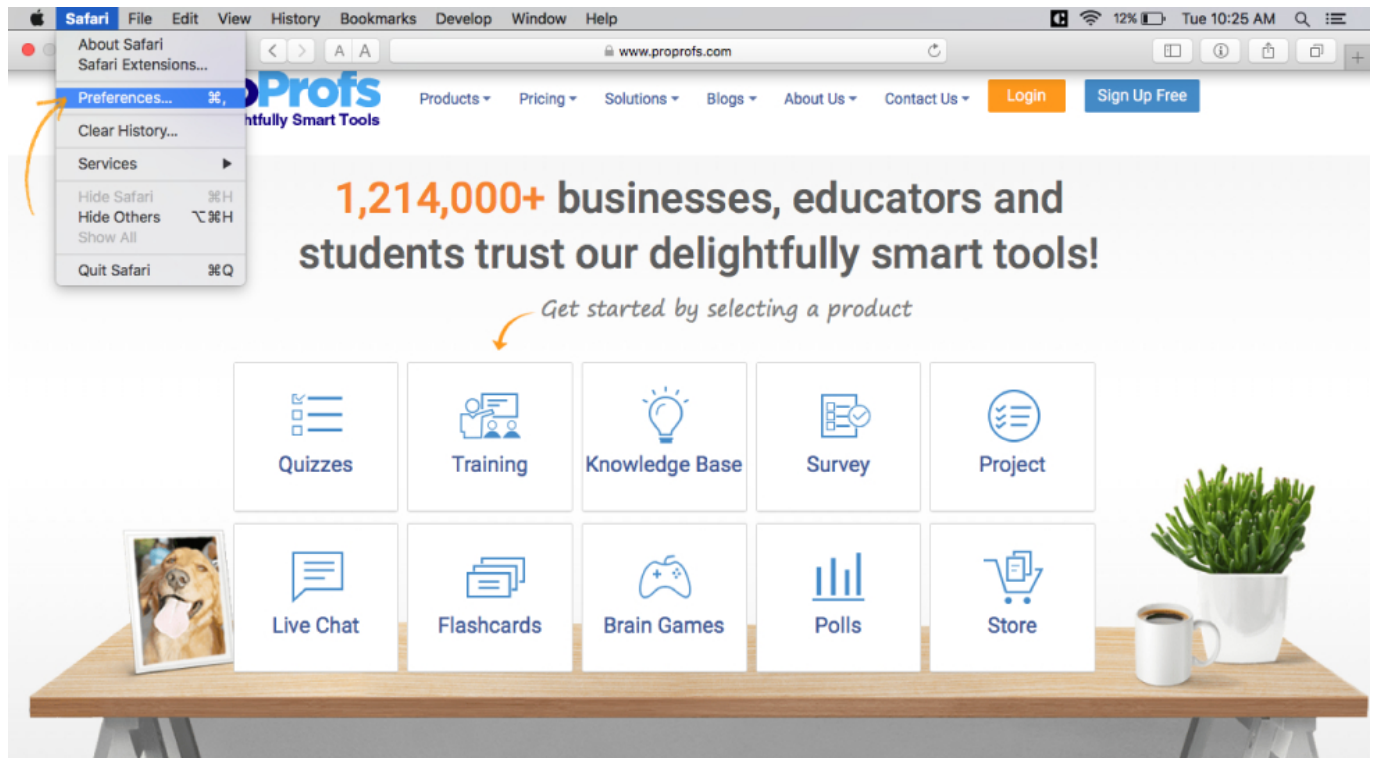 Safari File Edit View History Bookmarks Develop Window Help 12% Tue 10:25 AM
About Safari
A A www.proprofs.com
Safari Extensions...
Preferences... ⌘,
Profs
Products Pricing Solutions Blogs About Us Contact Us Login Sign Up Free
htfully Smart Tools
Clear History...
Services
Hide Safari ⌘H
Hide Others ⌥⌘H
Show All
Quit Safari ⌘Q
1,214,000+ businesses, educators and
students trust our delightfully smart tools!
Get started by selecting a product
Quizzes Training Knowledge Base Survey Project
Live Chat Flashcards Brain Games Polls Store